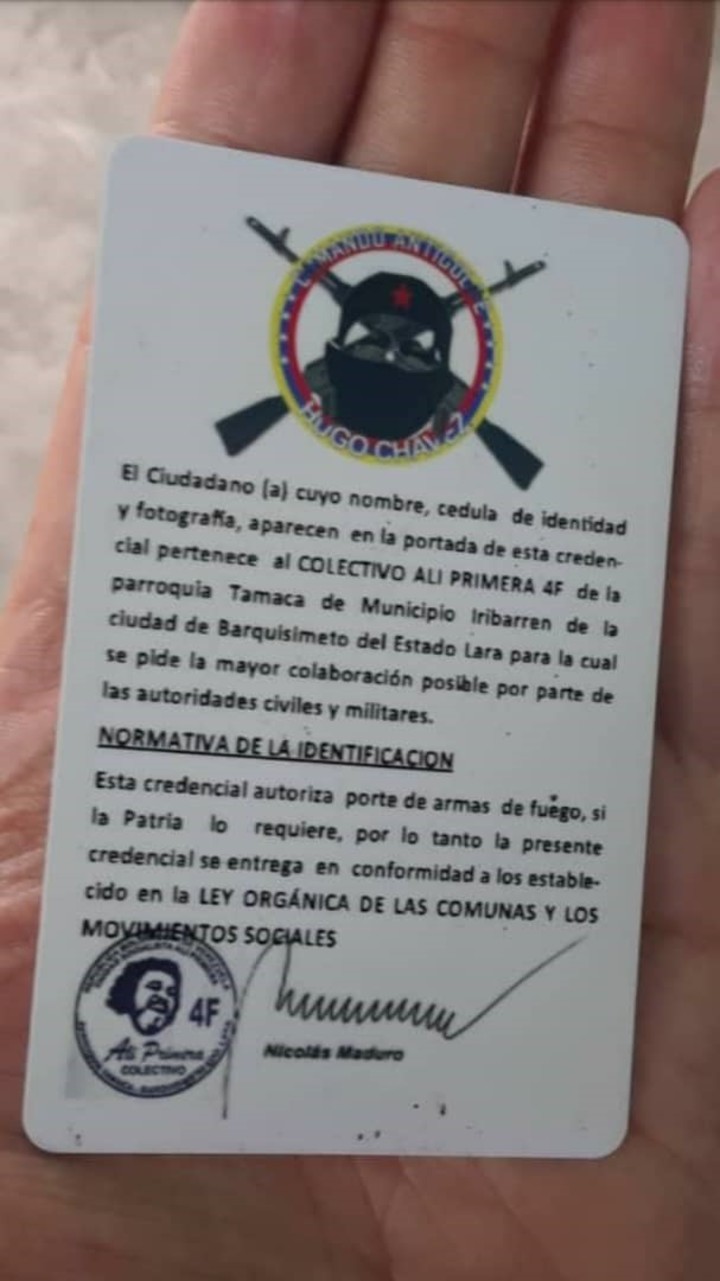 HUGO CHAVEZ
El Ciudadano (a) cuyo nombre, cedula de identidad
y fotografía, aparecen en la portada de esta creden-
cial pertenece al COLECTIVO ALI PRIMERA 4F de la
parroquia Tamaca de Municipio Iribarren de la
ciudad de Barquisimeto del Estado Lara para la cual
se pide la mayor colaboración posible por parte de
las autoridades civiles y militares.
NORMATIVA DE LA IDENTIFICACION
Esta credencial autoriza porte de armas de fuego, si
la Patria lo requiere, por lo tanto la presente
credencial se entrega en conformidad a los estable-
cido en la LEY ORGÁNICA DE LAS COMUNAS Y LOS
MOVIMIENTOS SOCIALES
4F
Ali Primera
COLECTIVO
Nicolás Maduro